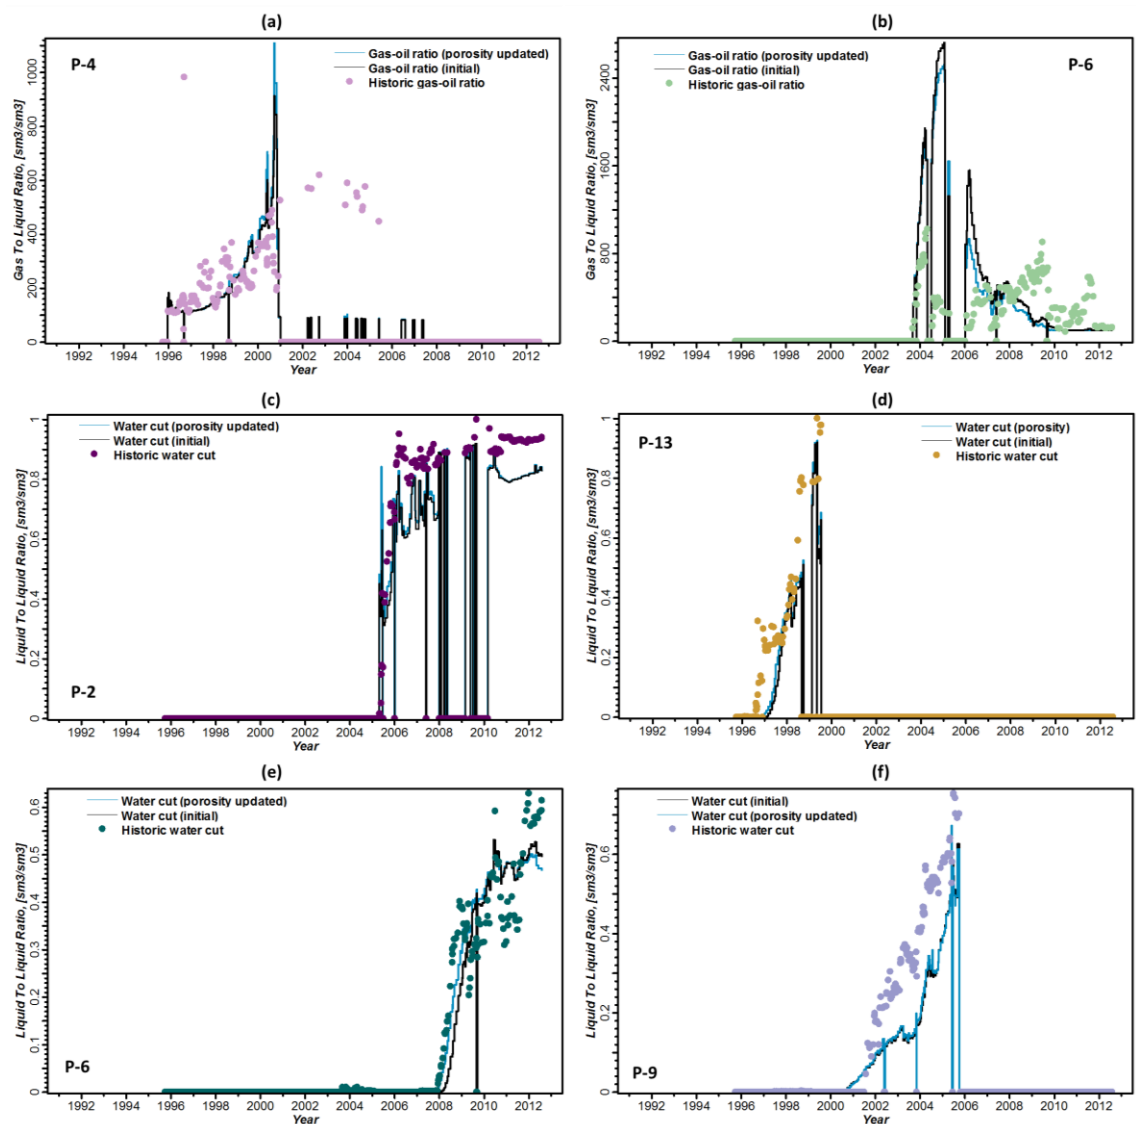 (a)
P-4
Gas-oil ratio (porosity updated)
Gas-oil ratio (initial)
Historic gas-oil ratio
Gas To Liquid Ratio, [sm3/sm3]
0 200 400 600 800 1000
1992 1994 1996 1998 2000 2002 2004 2006 2008 2010 2012
Year
(b)
P-6
Gas-oil ratio (porosity updated)
Gas-oil ratio (initial)
Historic gas-oil ratio
Gas To Liquid Ratio, [sm3/sm3]
0 800 1600 2400
1992 1994 1996 1998 2000 2002 2004 2006 2008 2010 2012
Year
(c)
Water cut (porosity updated)
Water cut (initial)
Historic water cut
P-2
Liquid To Liquid Ratio, [sm3/sm3]
0 0.2 0.4 0.6 0.8 1
1992 1994 1996 1998 2000 2002 2004 2006 2008 2010 2012
Year
(d)
P-13
Water cut (porosity)
Water cut (initial)
Historic water cut
Liquid To Liquid Ratio, [sm3/sm3]
0 0.2 0.4 0.6 0.8 1
1992 1994 1996 1998 2000 2002 2004 2006 2008 2010 2012
Year
(e)
Water cut (porosity updated)
Water cut (initial)
Historic water cut
P-6
Liquid To Liquid Ratio, [sm3/sm3]
0 0.1 0.2 0.3 0.4 0.5 0.6
1992 1994 1996 1998 2000 2002 2004 2006 2008 2010 2012
Year
(f)
Water cut (initial)
Water cut (porosity updated)
Historic water cut
P-9
Liquid To Liquid Ratio, [sm3/sm3]
0 0.2 0.4 0.6
1992 1994 1996 1998 2000 2002 2004 2006 2008 2010 2012
Year